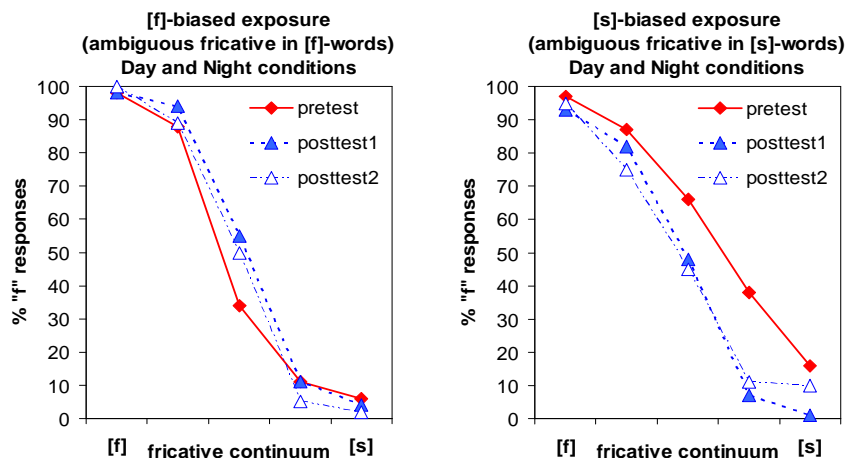 [f]-biased exposure
(ambiguous fricative in [f]-words)
Day and Night conditions
100
90
80
70
60
50
40
30
20
10
0
% "f" responses
pretest
posttest1
posttest2
[f]
fricative continuum
[s]
[s]-biased exposure
(ambiguous fricative in [s]-words)
Day and Night conditions
100
90
80
70
60
50
40
30
20
10
0
% "f" responses
pretest
posttest1
posttest2
[f]
fricative continuum
[s]